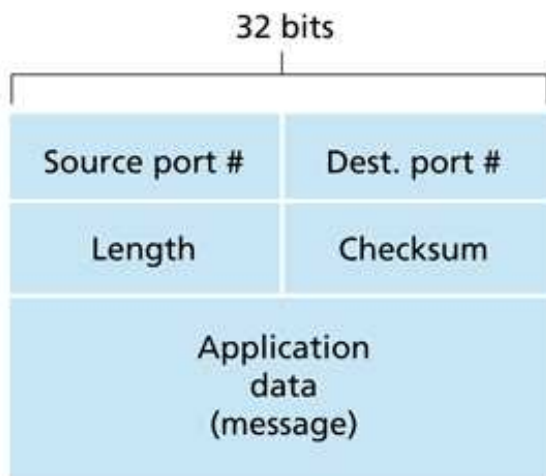 32 bits
Source port #
Dest. port #
Length
Checksum
Application
data
(message)